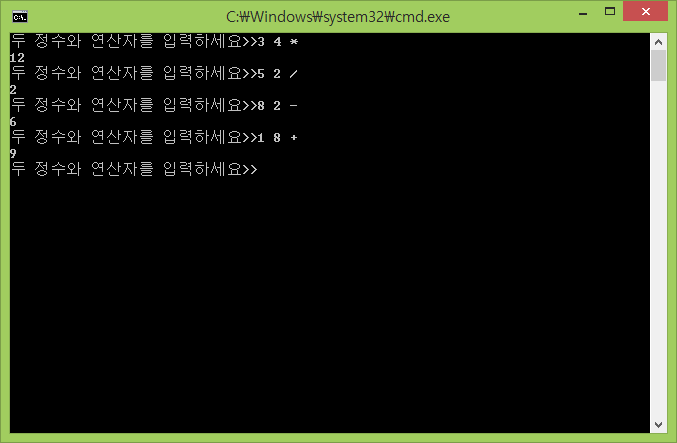 C:₩Windows₩system32₩cmd.exe
두 정수와 연산자를 입력하세요>>3 4 *
12
두 정수와 연산자를 입력하세요>>5 2 /
2
두 정수와 연산자를 입력하세요>>8 2 -
6
두 정수와 연산자를 입력하세요>>1 8 +
9
두 정수와 연산자를 입력하세요>>